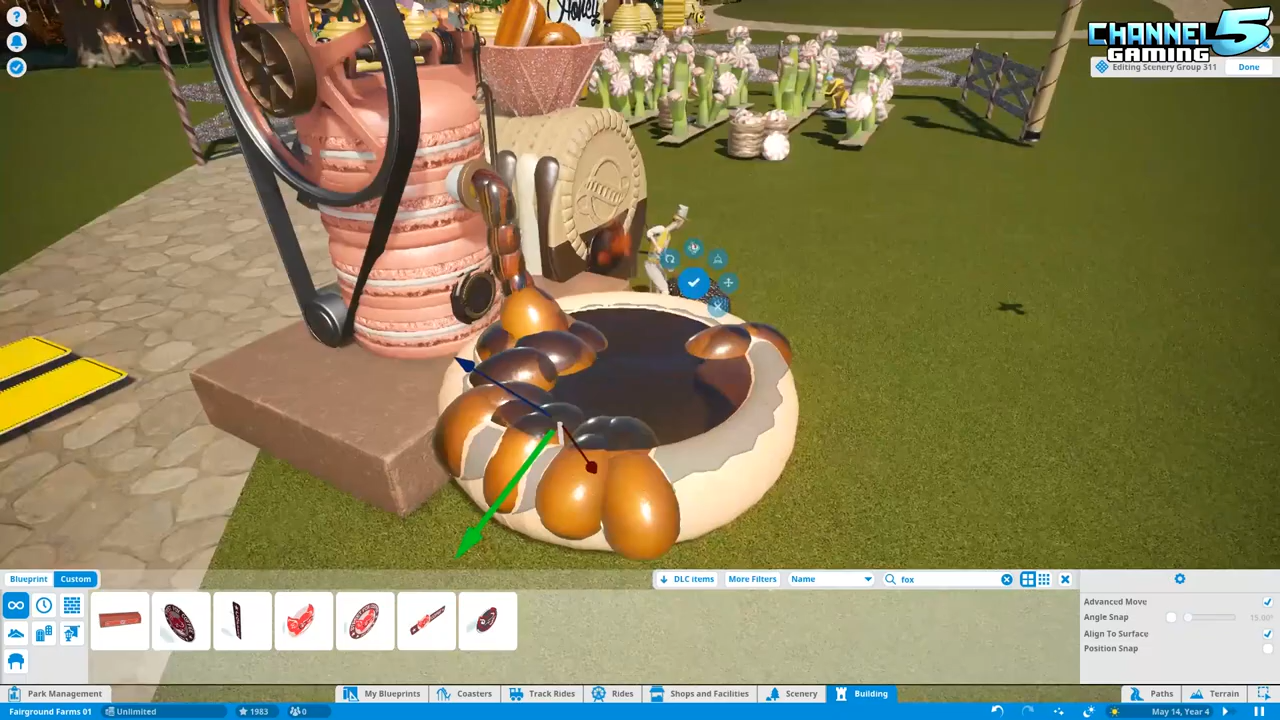 Honey
CHANNEL 5
GAMING
Editing Scenery Group 311
Done
Blueprint
Custom
DLC items
More Filters
Name
fox
Advanced Move
Angle Snap
15.00°
Align To Surface
Position Snap
Park Management
My Blueprints
Coasters
Track Rides
Rides
Shops and Facilities
Scenery
Building
Paths
Terrain
Fairground Farms 01
Unlimited
1983
0
May 14, Year 4